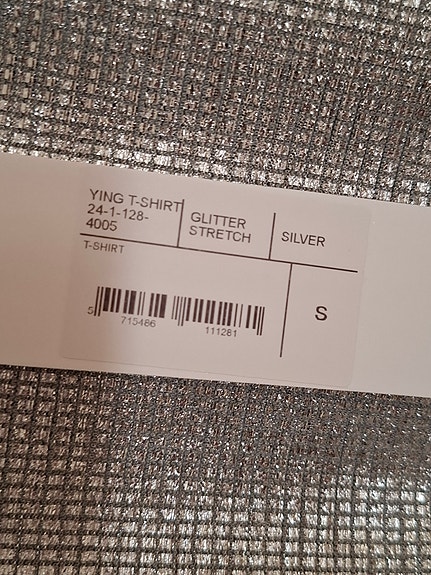 YING T-SHIRT
24-1-128-
4005
GLITTER
STRETCH
SILVER
T-SHIRT
S
5 715486 111281